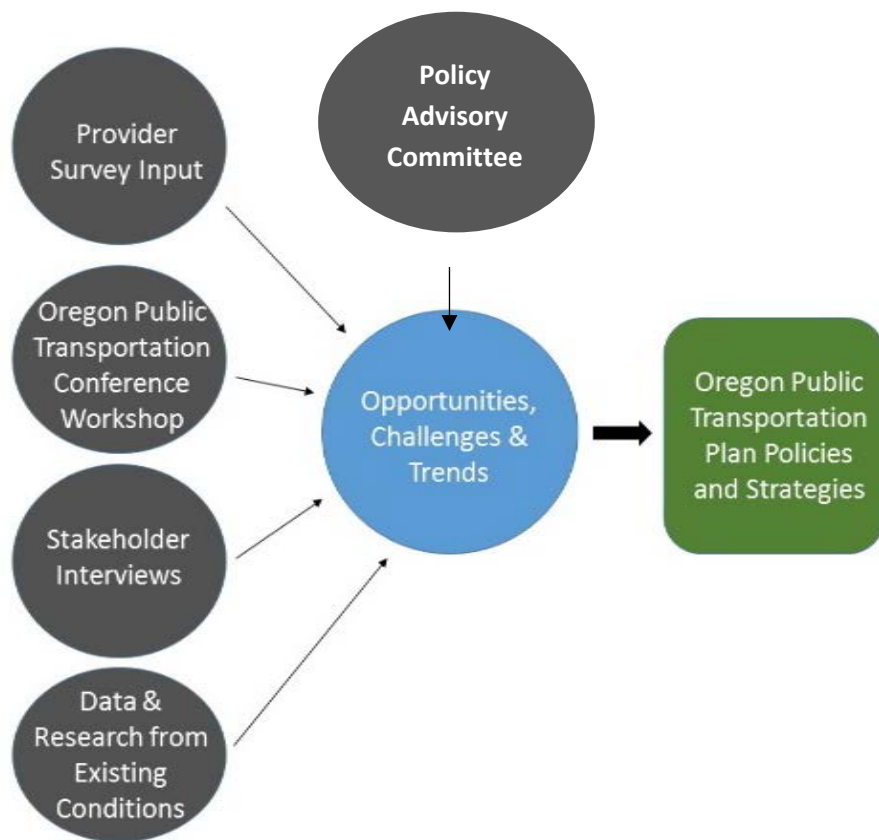 Policy
Advisory
Committee
Provider
Survey Input
Oregon Public
Transportation
Conference
Workshop
Stakeholder
Interviews
Data &
Research from
Existing
Conditions
Opportunities,
Challenges &
Trends
Oregon Public
Transportation
Plan Policies
and Strategies